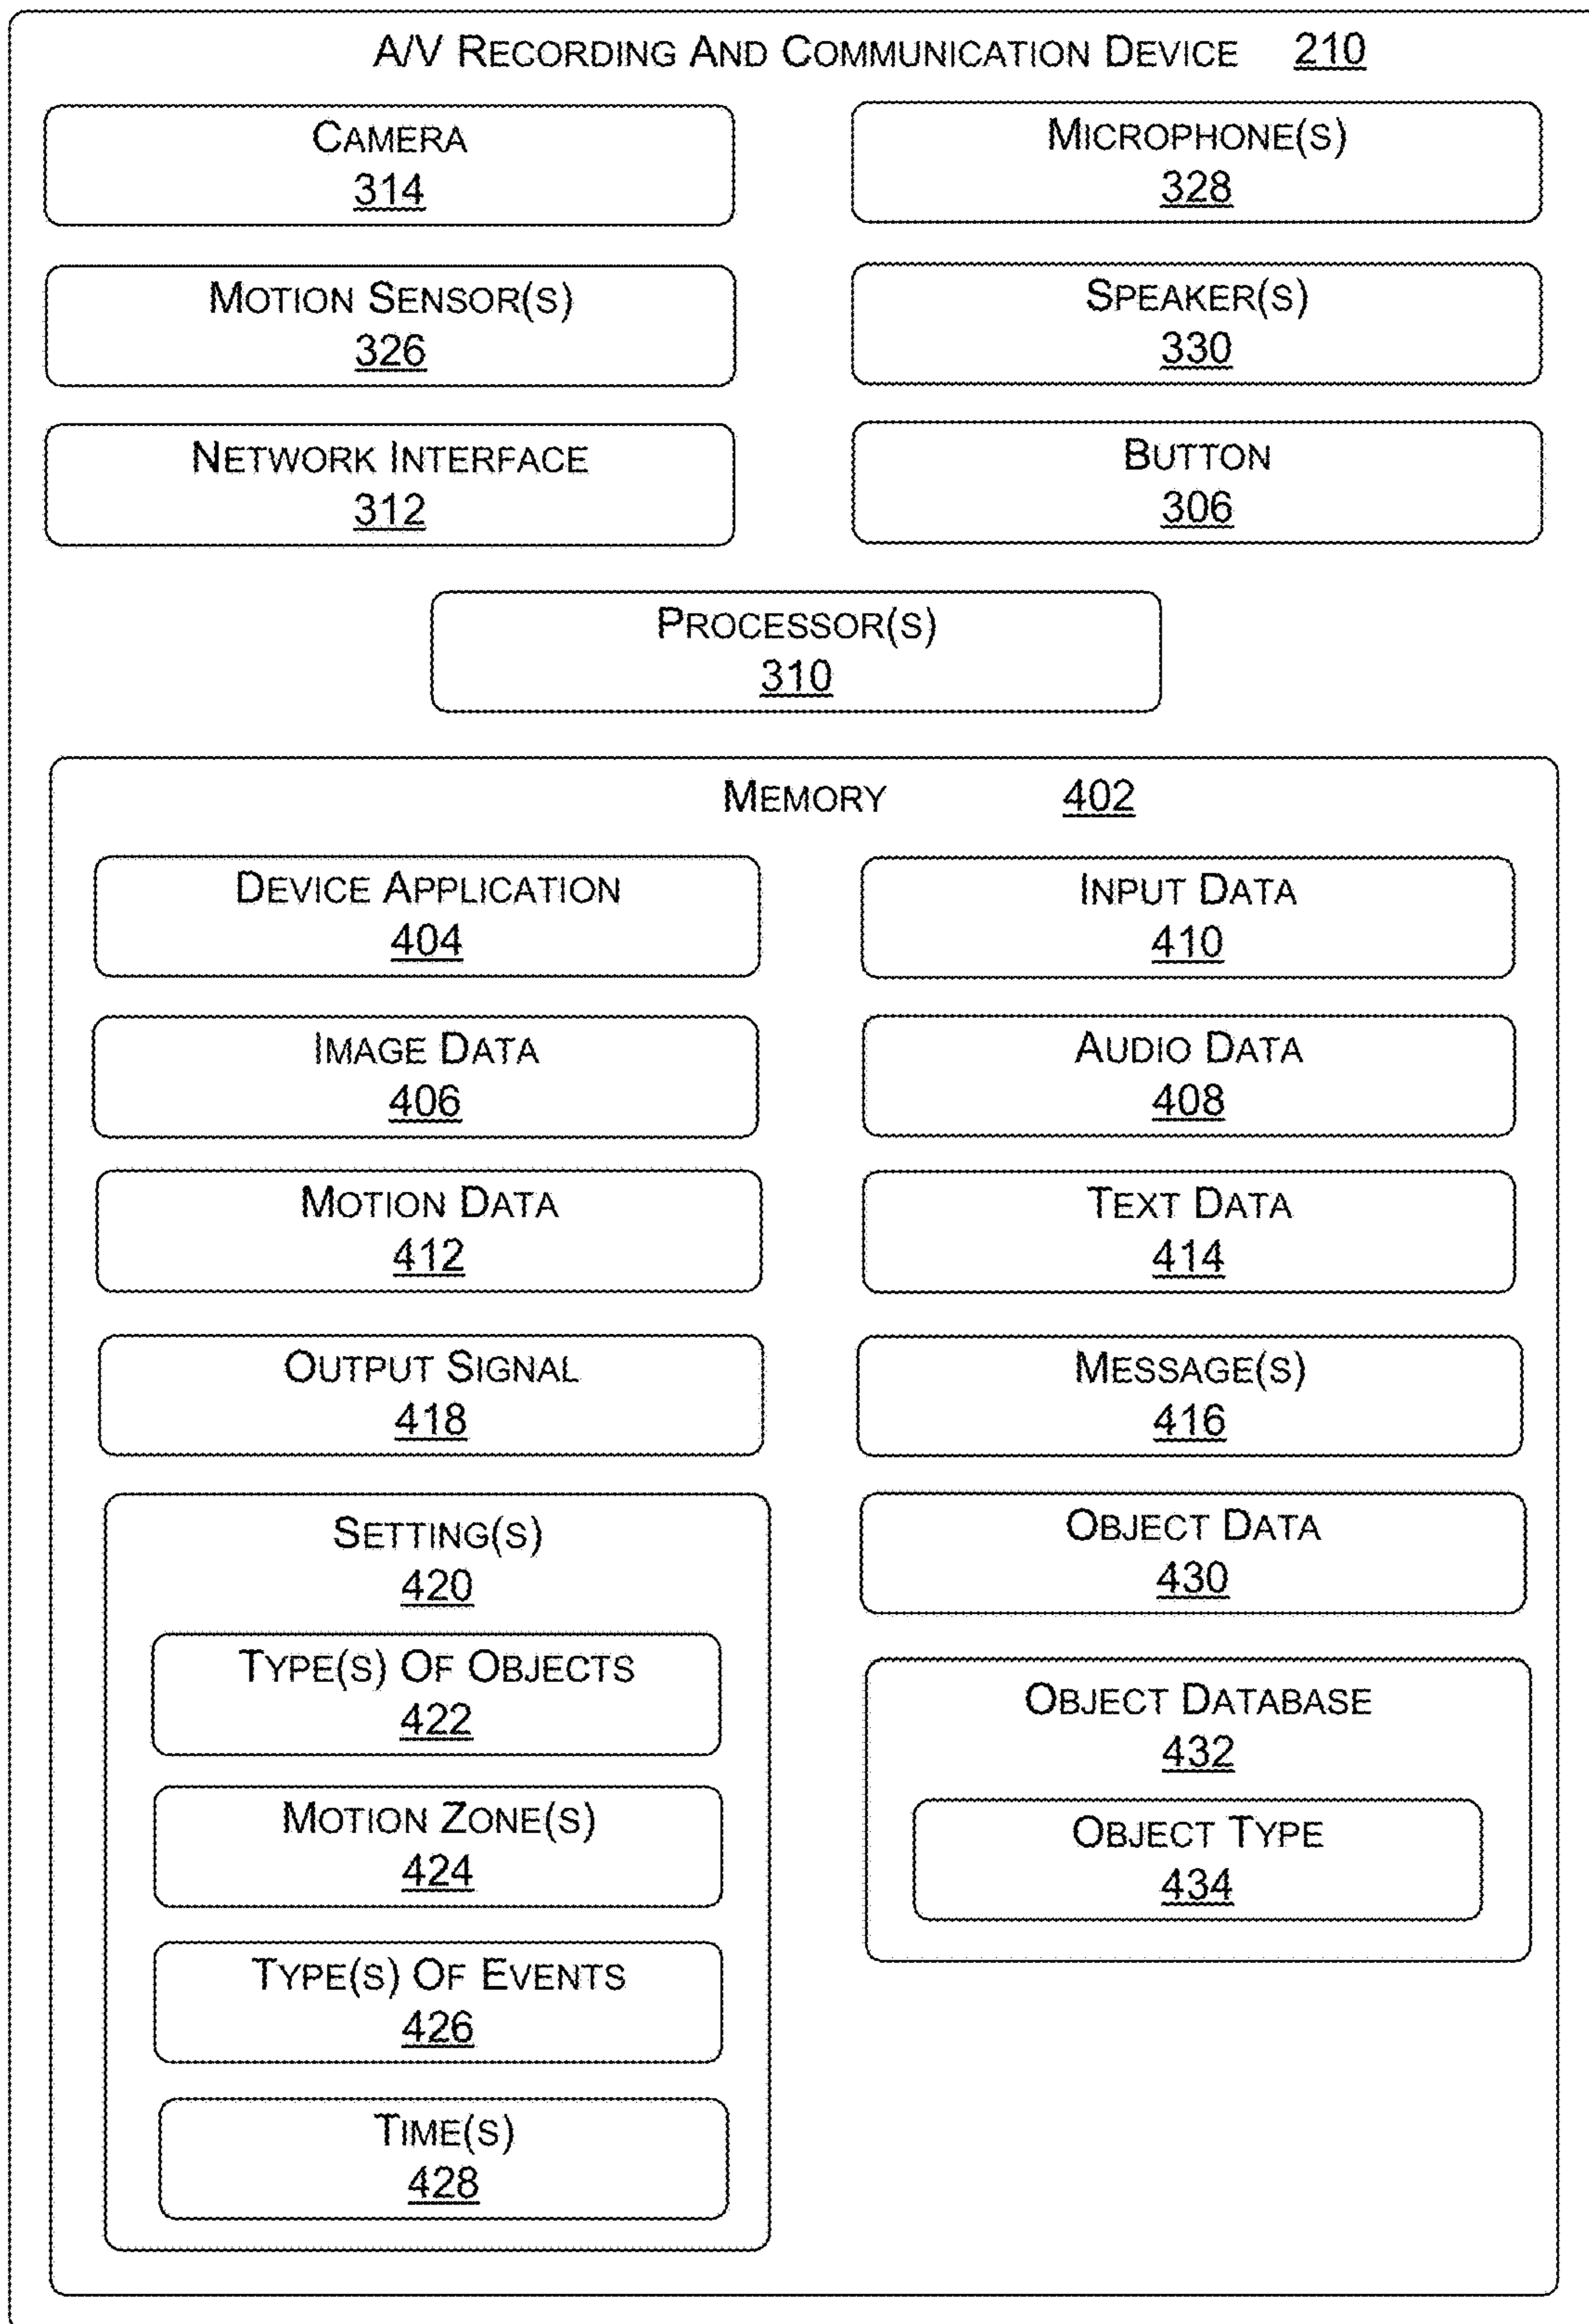 A/V RECORDING AND COMMUNICATION DEVICE 210
CAMERA
314
MICROPHONE(S)
328
MOTION SENSOR(S)
326
SPEAKER(S)
330
NETWORK INTERFACE
312
BUTTON
306
PROCESSOR(S)
310
MEMORY 402
DEVICE APPLICATION
404
INPUT DATA
410
IMAGE DATA
406
AUDIO DATA
408
MOTION DATA
412
TEXT DATA
414
OUTPUT SIGNAL
418
MESSAGE(S)
416
SETTING(S)
420
TYPE(S) OF OBJECTS
422
MOTION ZONE(S)
424
TYPE(S) OF EVENTS
426
TIME(S)
428
OBJECT DATA
430
OBJECT DATABASE
432
OBJECT TYPE
434